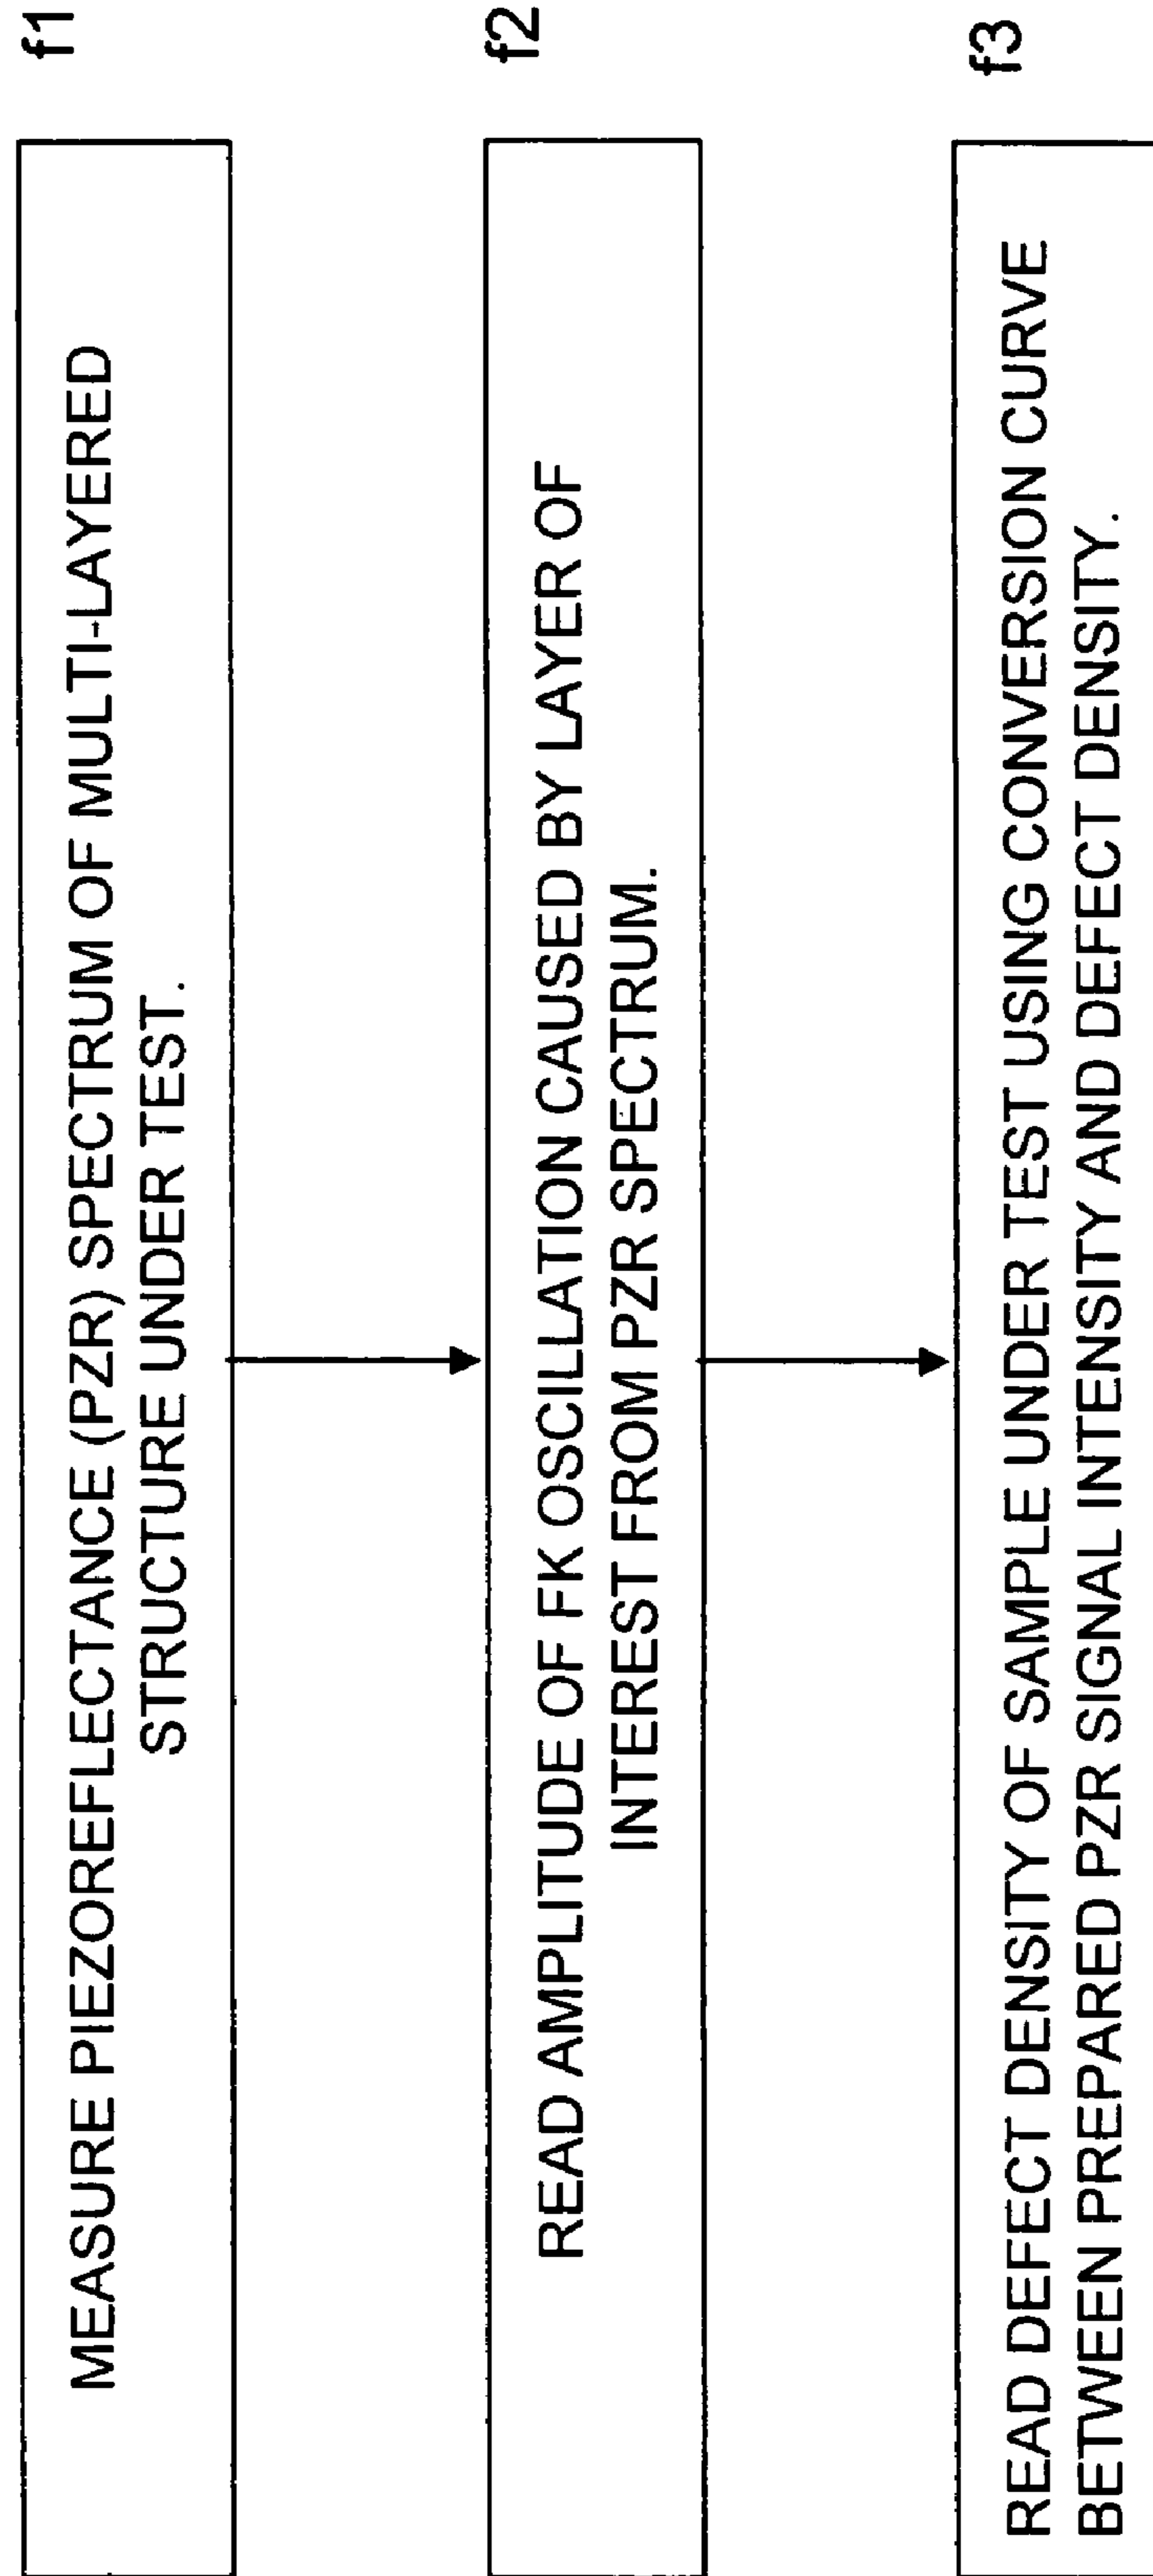 MEASURE PIEZOREFLECTANCE (PZR) SPECTRUM OF MULTI-LAYERED
STRUCTURE UNDER TEST.
f1
READ AMPLITUDE OF FK OSCILLATION CAUSED BY LAYER OF
INTEREST FROM PZR SPECTRUM.
f2
READ DEFECT DENSITY OF SAMPLE UNDER TEST USING CONVERSION CURVE
BETWEEN PREPARED PZR SIGNAL INTENSITY AND DEFECT DENSITY.
f3